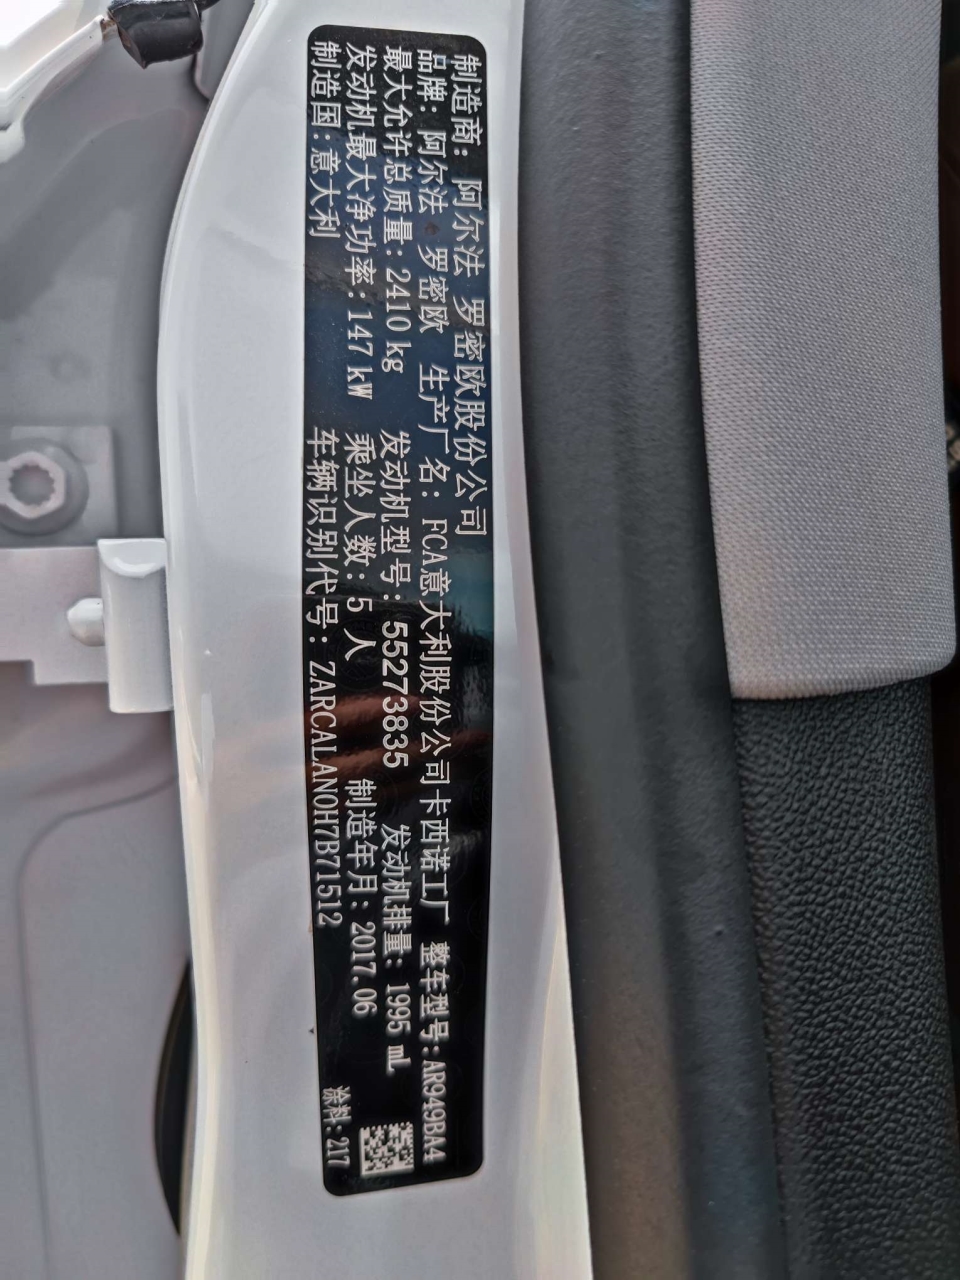 制造商: 阿尔法 罗密欧股份公司
品牌: 阿尔法·罗密欧 生产厂名: FCA意大利股份公司卡西诺工厂 整车型号: AR949BA4
最大允许总质量: 2410 kg 发动机型号: 55273835 发动机排量: 1995 mL
发动机最大净功率: 147 kW 乘坐人数: 5 人 制造年月: 2017.06
制造国: 意大利 车辆识别代号: ZARCALAN0H7B71512 涂料: 217